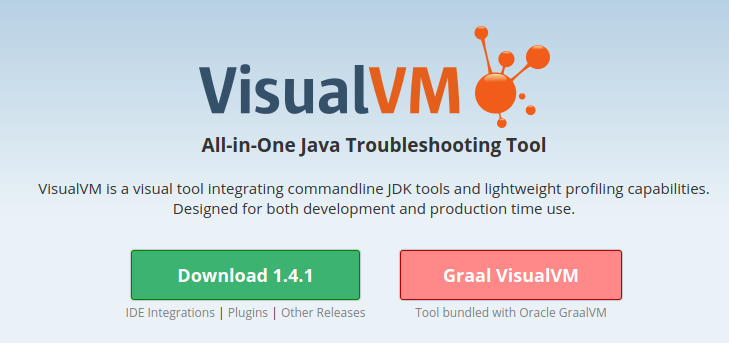 VisualVM
All-in-One Java Troubleshooting Tool
VisualVM is a visual tool integrating commandline JDK tools and lightweight profiling capabilities.
Designed for both development and production time use.
Download 1.4.1
Graal VisualVM
IDE Integrations | Plugins | Other Releases
Tool bundled with Oracle GraalVM